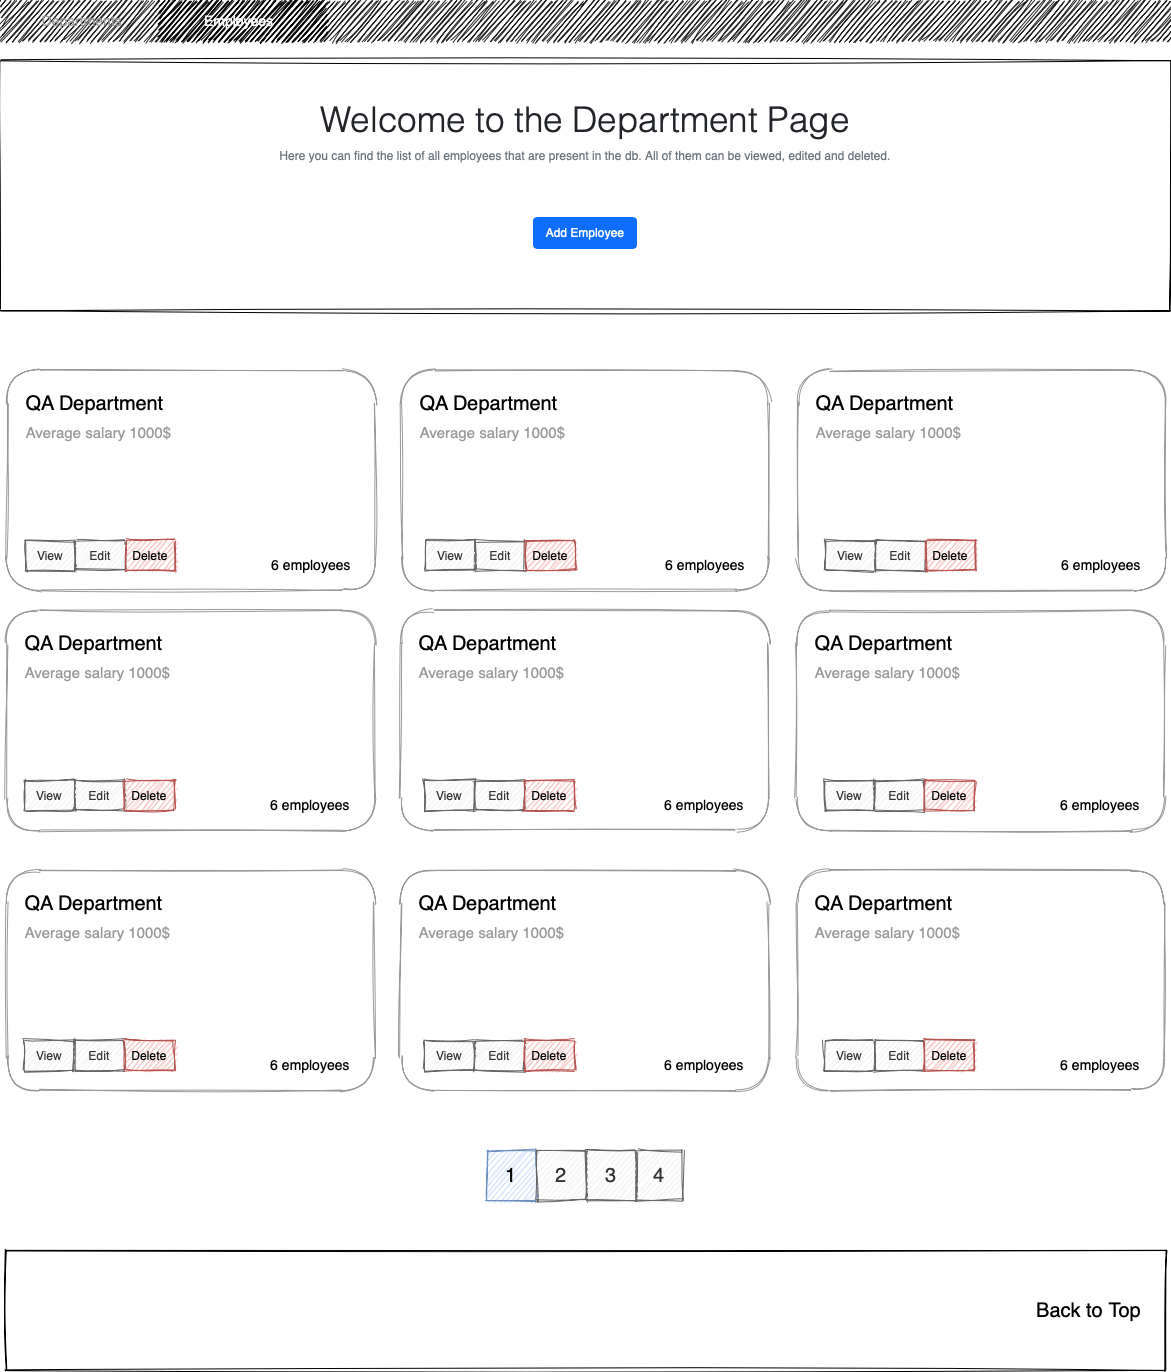 Employees
Welcome to the Department Page
Here you can find the list of all employees that are present in the db. All of them can be viewed, edited and deleted.
Add Employee
QA Department
Average salary 1000$
View Edit Delete
6 employees
QA Department
Average salary 1000$
View Edit Delete
6 employees
QA Department
Average salary 1000$
View Edit Delete
6 employees
QA Department
Average salary 1000$
View Edit Delete
6 employees
QA Department
Average salary 1000$
View Edit Delete
6 employees
QA Department
Average salary 1000$
View Edit Delete
6 employees
QA Department
Average salary 1000$
View Edit Delete
6 employees
QA Department
Average salary 1000$
View Edit Delete
6 employees
QA Department
Average salary 1000$
View Edit Delete
6 employees
1 2 3 4
Back to Top